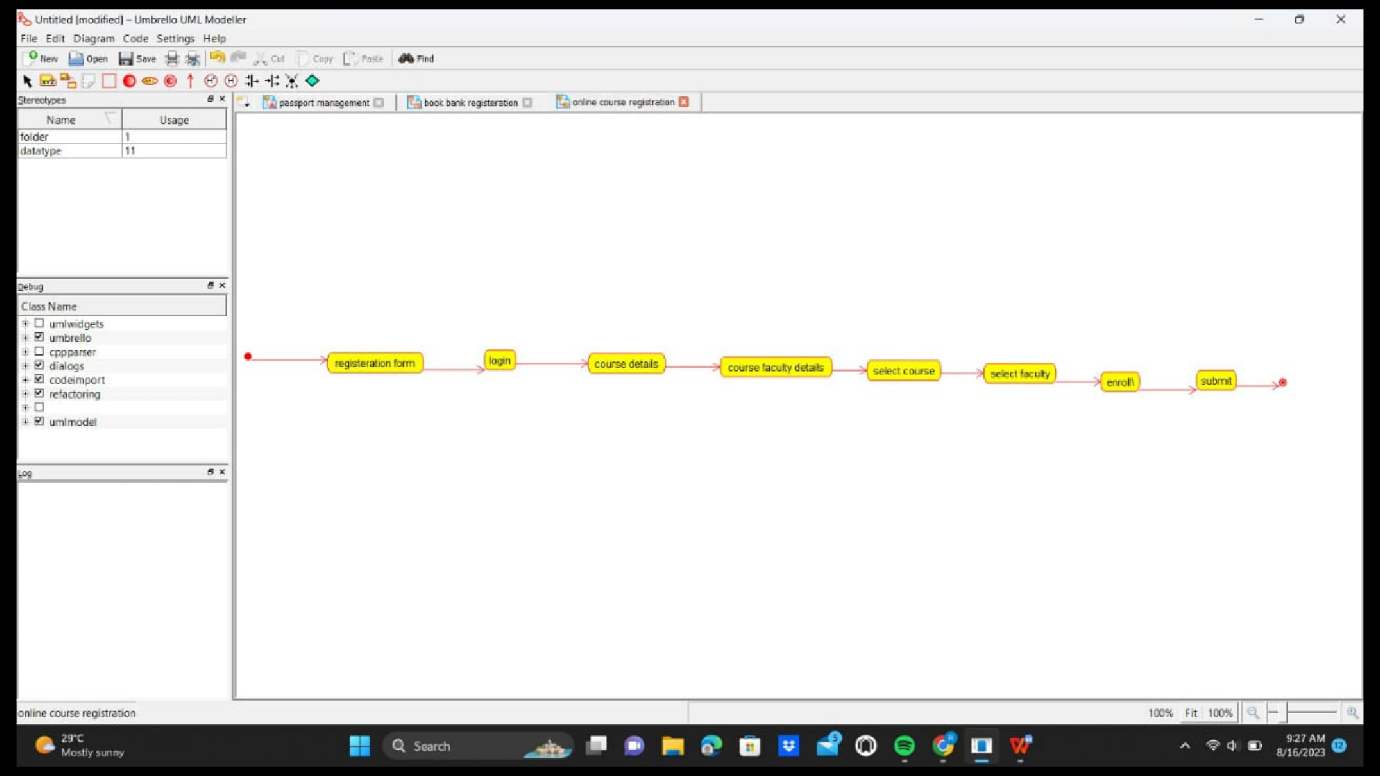 Untitled [modified] – Umbrello UML Modeller
File Edit Diagram Code Settings Help
New Open Save Cut Copy Paste Find
Stereotypes
passport management book bank registeration online course registration
Name Usage
folder 1
datatype 11
Debug
Class Name
umlwidgets
umbrello
cppparser
dialogs
codeimport
refactoring
umlmodel
registeration form login course details course faculty details select course select faculty enroll\ submit
Log
online course registration 100% Fit 100%
29°C
Mostly sunny
Search
5
9:27 AM
8/16/2023
12